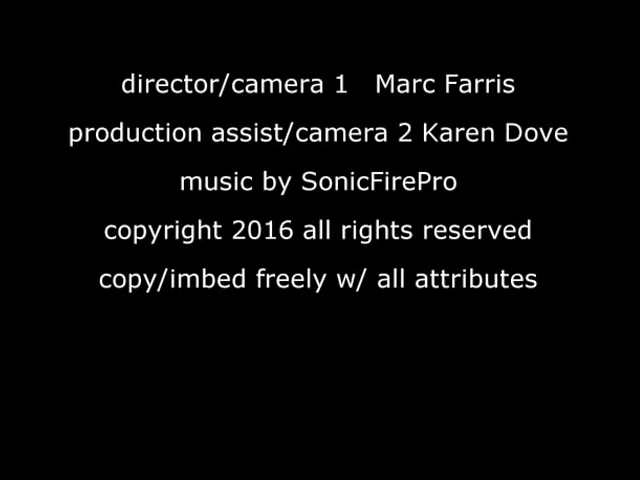 director/camera 1 Marc Farris
production assist/camera 2 Karen Dove
music by SonicFirePro
copyright 2016 all rights reserved
copy/imbed freely w/ all attributes